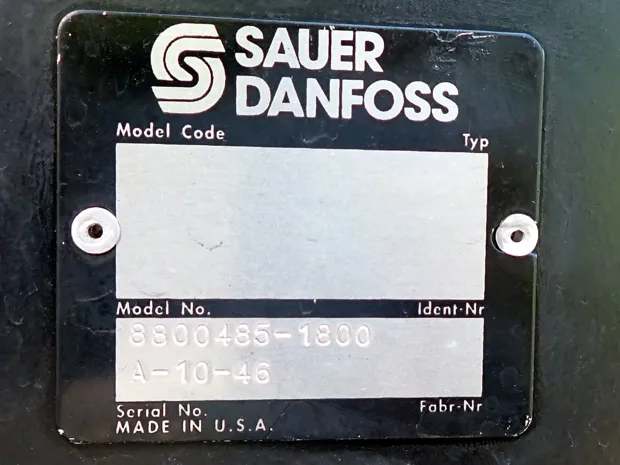 SAUER
DANFOSS
Model Code Typ
Model No. Ident-Nr
8800485-1800
A-10-46
Serial No. Fabr-Nr
MADE IN U.S.A.